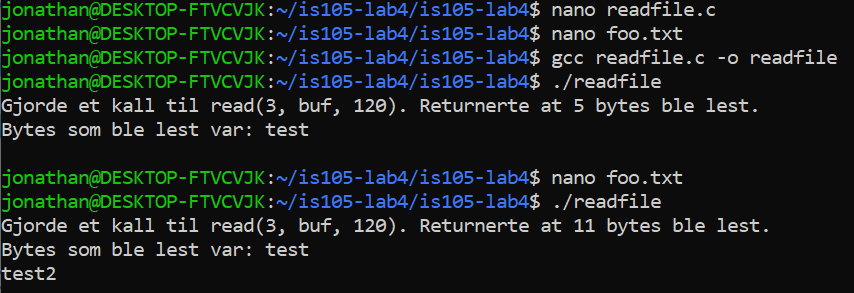 jonathan@DESKTOP-FTVCVJK:~/is105-lab4/is105-lab4$ nano readfile.c
jonathan@DESKTOP-FTVCVJK:~/is105-lab4/is105-lab4$ nano foo.txt
jonathan@DESKTOP-FTVCVJK:~/is105-lab4/is105-lab4$ gcc readfile.c -o readfile
jonathan@DESKTOP-FTVCVJK:~/is105-lab4/is105-lab4$ ./readfile
Gjorde et kall til read(3, buf, 120). Returnerte at 5 bytes ble lest.
Bytes som ble lest var: test
jonathan@DESKTOP-FTVCVJK:~/is105-lab4/is105-lab4$ nano foo.txt
jonathan@DESKTOP-FTVCVJK:~/is105-lab4/is105-lab4$ ./readfile
Gjorde et kall til read(3, buf, 120). Returnerte at 11 bytes ble lest.
Bytes som ble lest var: test
test2